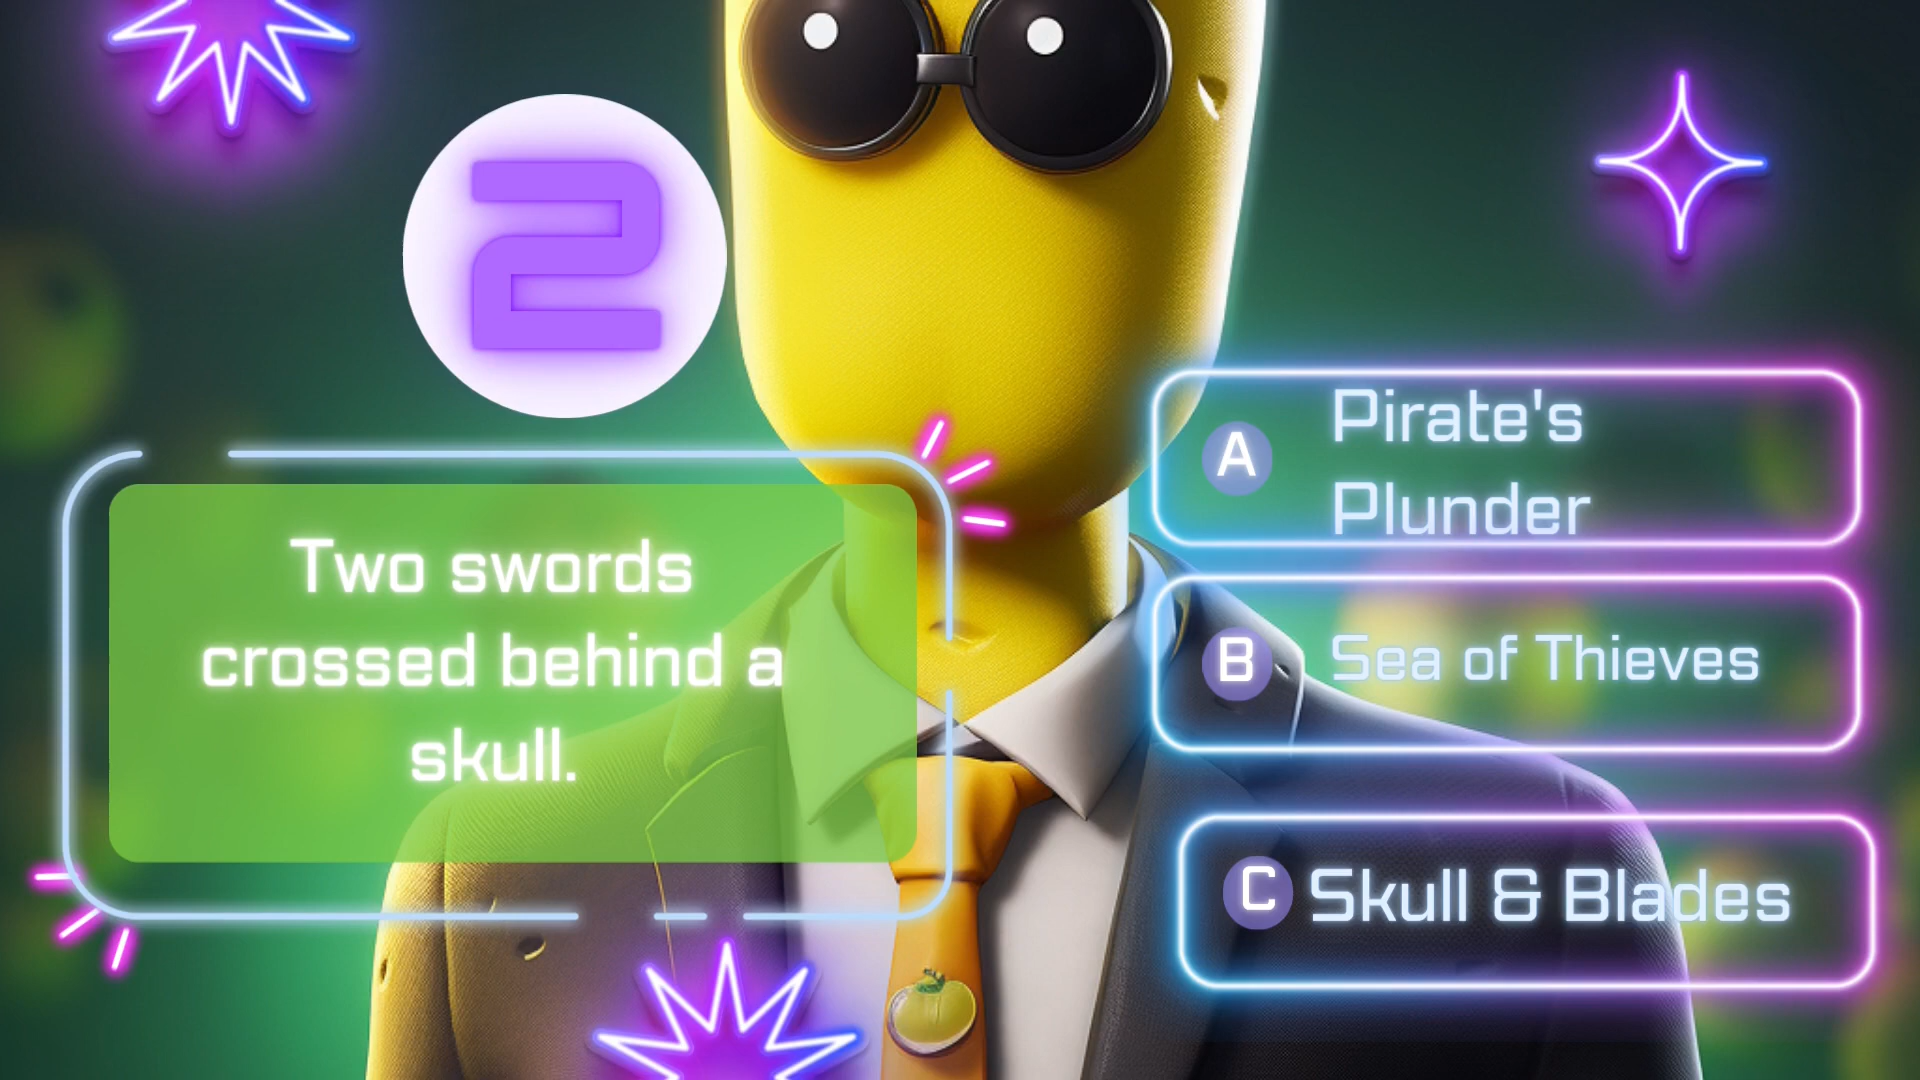 2
Two swords
crossed behind a
skull.
A
Pirate's
Plunder
B
Sea of Thieves
C
Skull & Blades